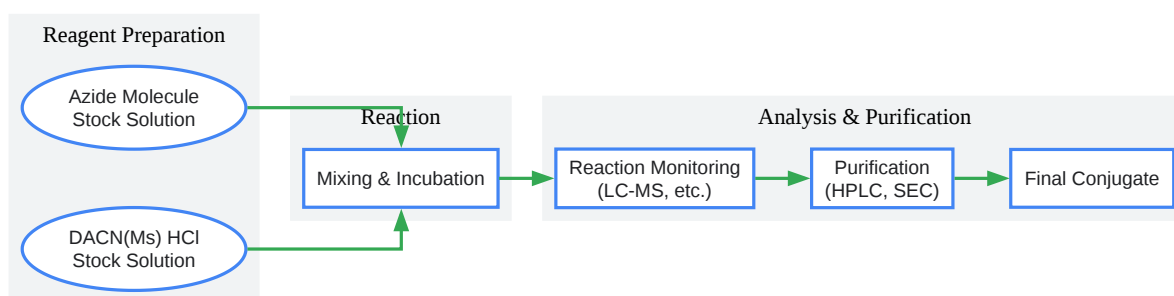 Reagent Preparation
Azide Molecule
Stock Solution
DACN(Ms) HCl
Stock Solution
Reaction
Mixing & Incubation
Analysis & Purification
Reaction Monitoring
(LC-MS, etc.)
Purification
(HPLC, SEC)
Final Conjugate